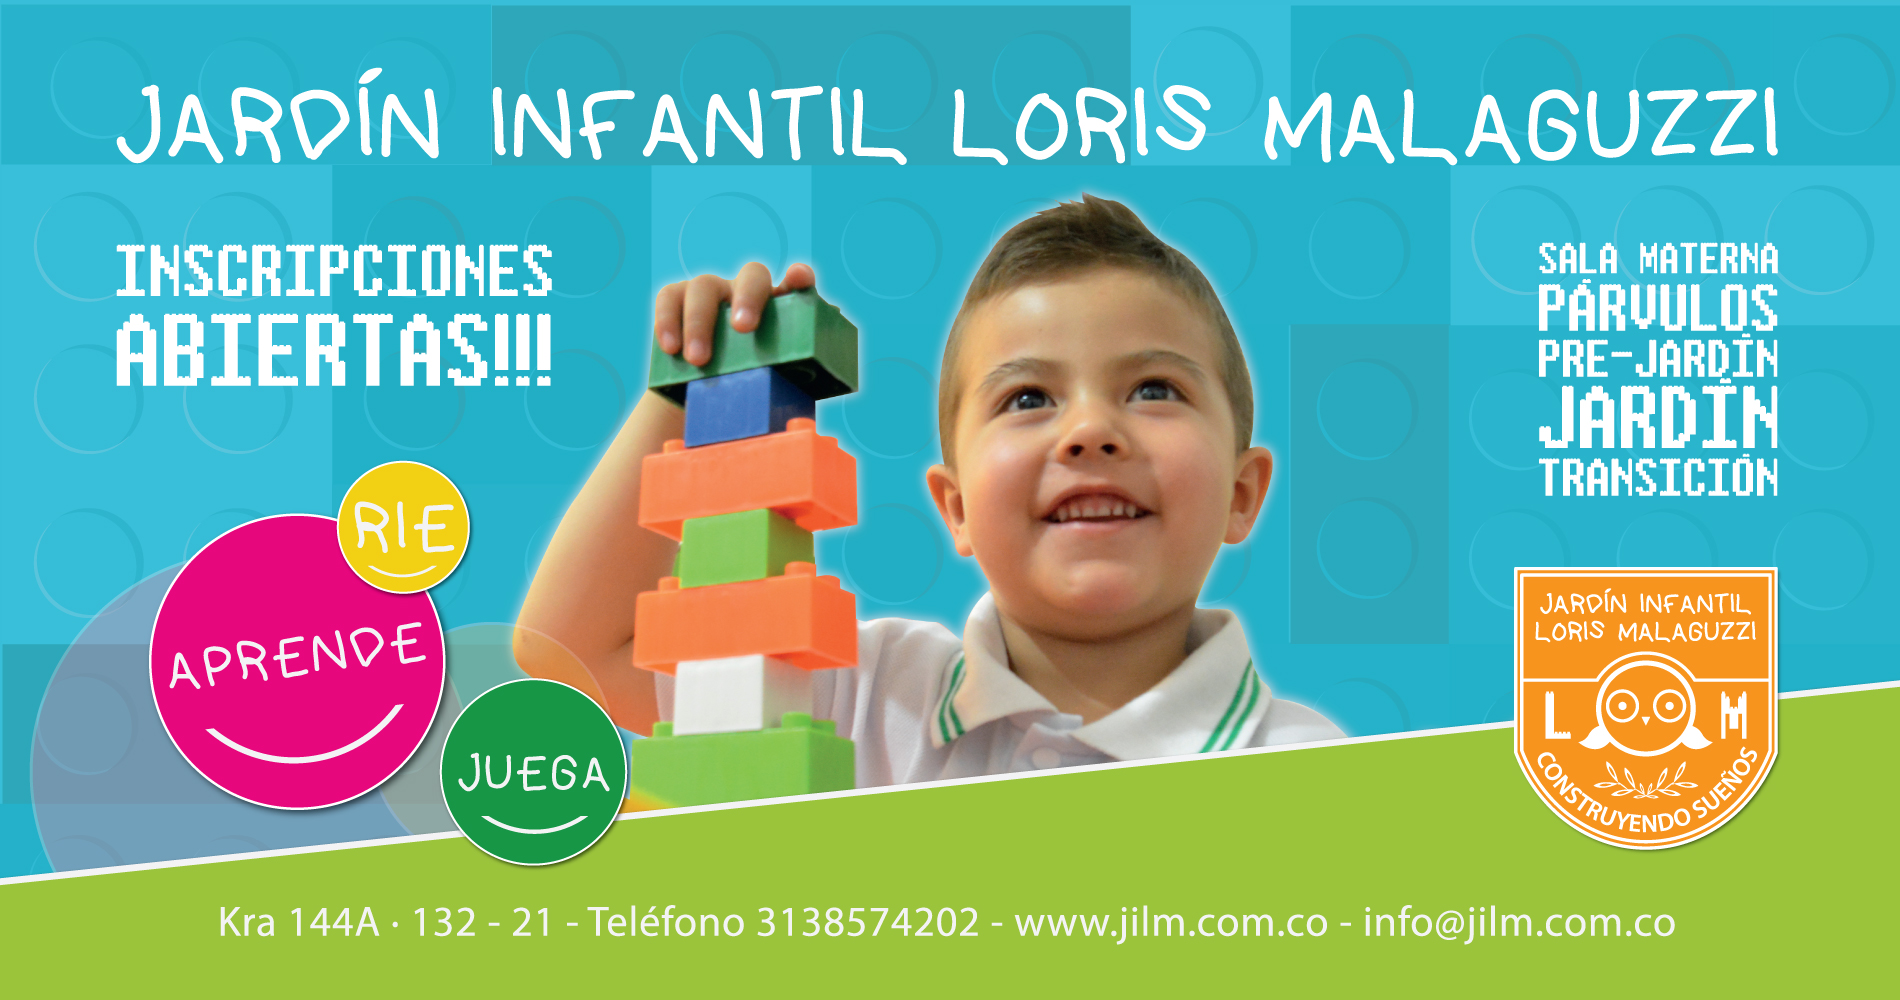 JARDÍN INFANTIL LORIS MALAGUZZI
INSCRIPCIONES
ABIERTAS!!!
SALA MATERNA
PÁRVULOS
PRE-JARDÍN
JARDÍN
TRANSICIÓN
RIE
APRENDE
JUEGA
JARDÍN INFANTIL
LORIS MALAGUZZI
L M
CONSTRUYENDO SUEÑOS
Kra 144A · 132 - 21 - Teléfono 3138574202 - www.jilm.com.co - info@jilm.com.co